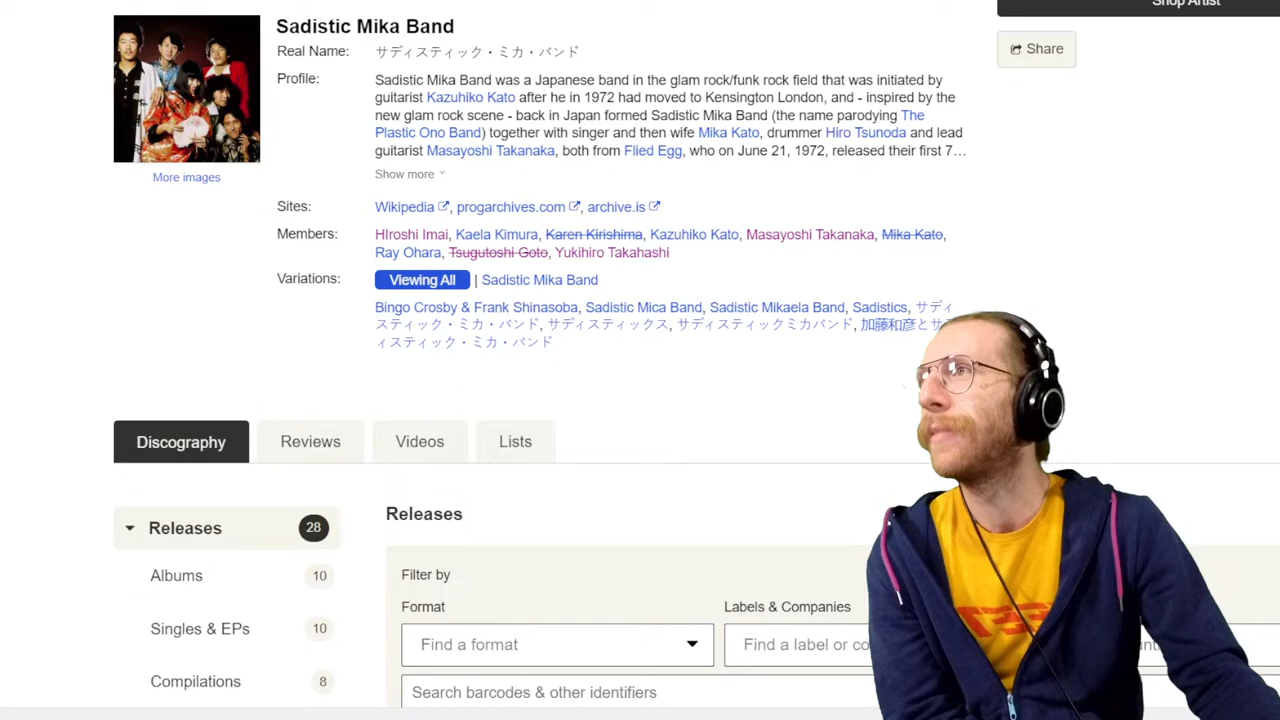 Shop Artist
Share
Sadistic Mika Band
Real Name: サディスティック・ミカ・バンド
Profile: Sadistic Mika Band was a Japanese band in the glam rock/funk rock field that was initiated by
guitarist Kazuhiko Kato after he in 1972 had moved to Kensington London, and - inspired by the
new glam rock scene - back in Japan formed Sadistic Mika Band (the name parodying The
Plastic Ono Band) together with singer and then wife Mika Kato, drummer Hiro Tsunoda and lead
guitarist Masayoshi Takanaka, both from Flied Egg, who on June 21, 1972, released their first 7…
Show more
More images
Sites: Wikipedia, progarchives.com, archive.is
Members: HIroshi Imai, Kaela Kimura, Karen Kirishima, Kazuhiko Kato, Masayoshi Takanaka, Mika Kato,
Ray Ohara, Tsugutoshi Goto, Yukihiro Takahashi
Variations: Viewing All | Sadistic Mika Band
Bingo Crosby & Frank Shinasoba, Sadistic Mica Band, Sadistic Mikaela Band, Sadistics, サディ
スティック・ミカ・バンド, サディスティックス, サディスティックミカバンド, 加藤和彦とサ
ィスティック・ミカ・バンド
Discography Reviews Videos Lists
Releases 28
Albums 10
Singles & EPs 10
Compilations 8
Releases
Filter by
Format Labels & Companies
Find a format Find a label or co
Search barcodes & other identifiers